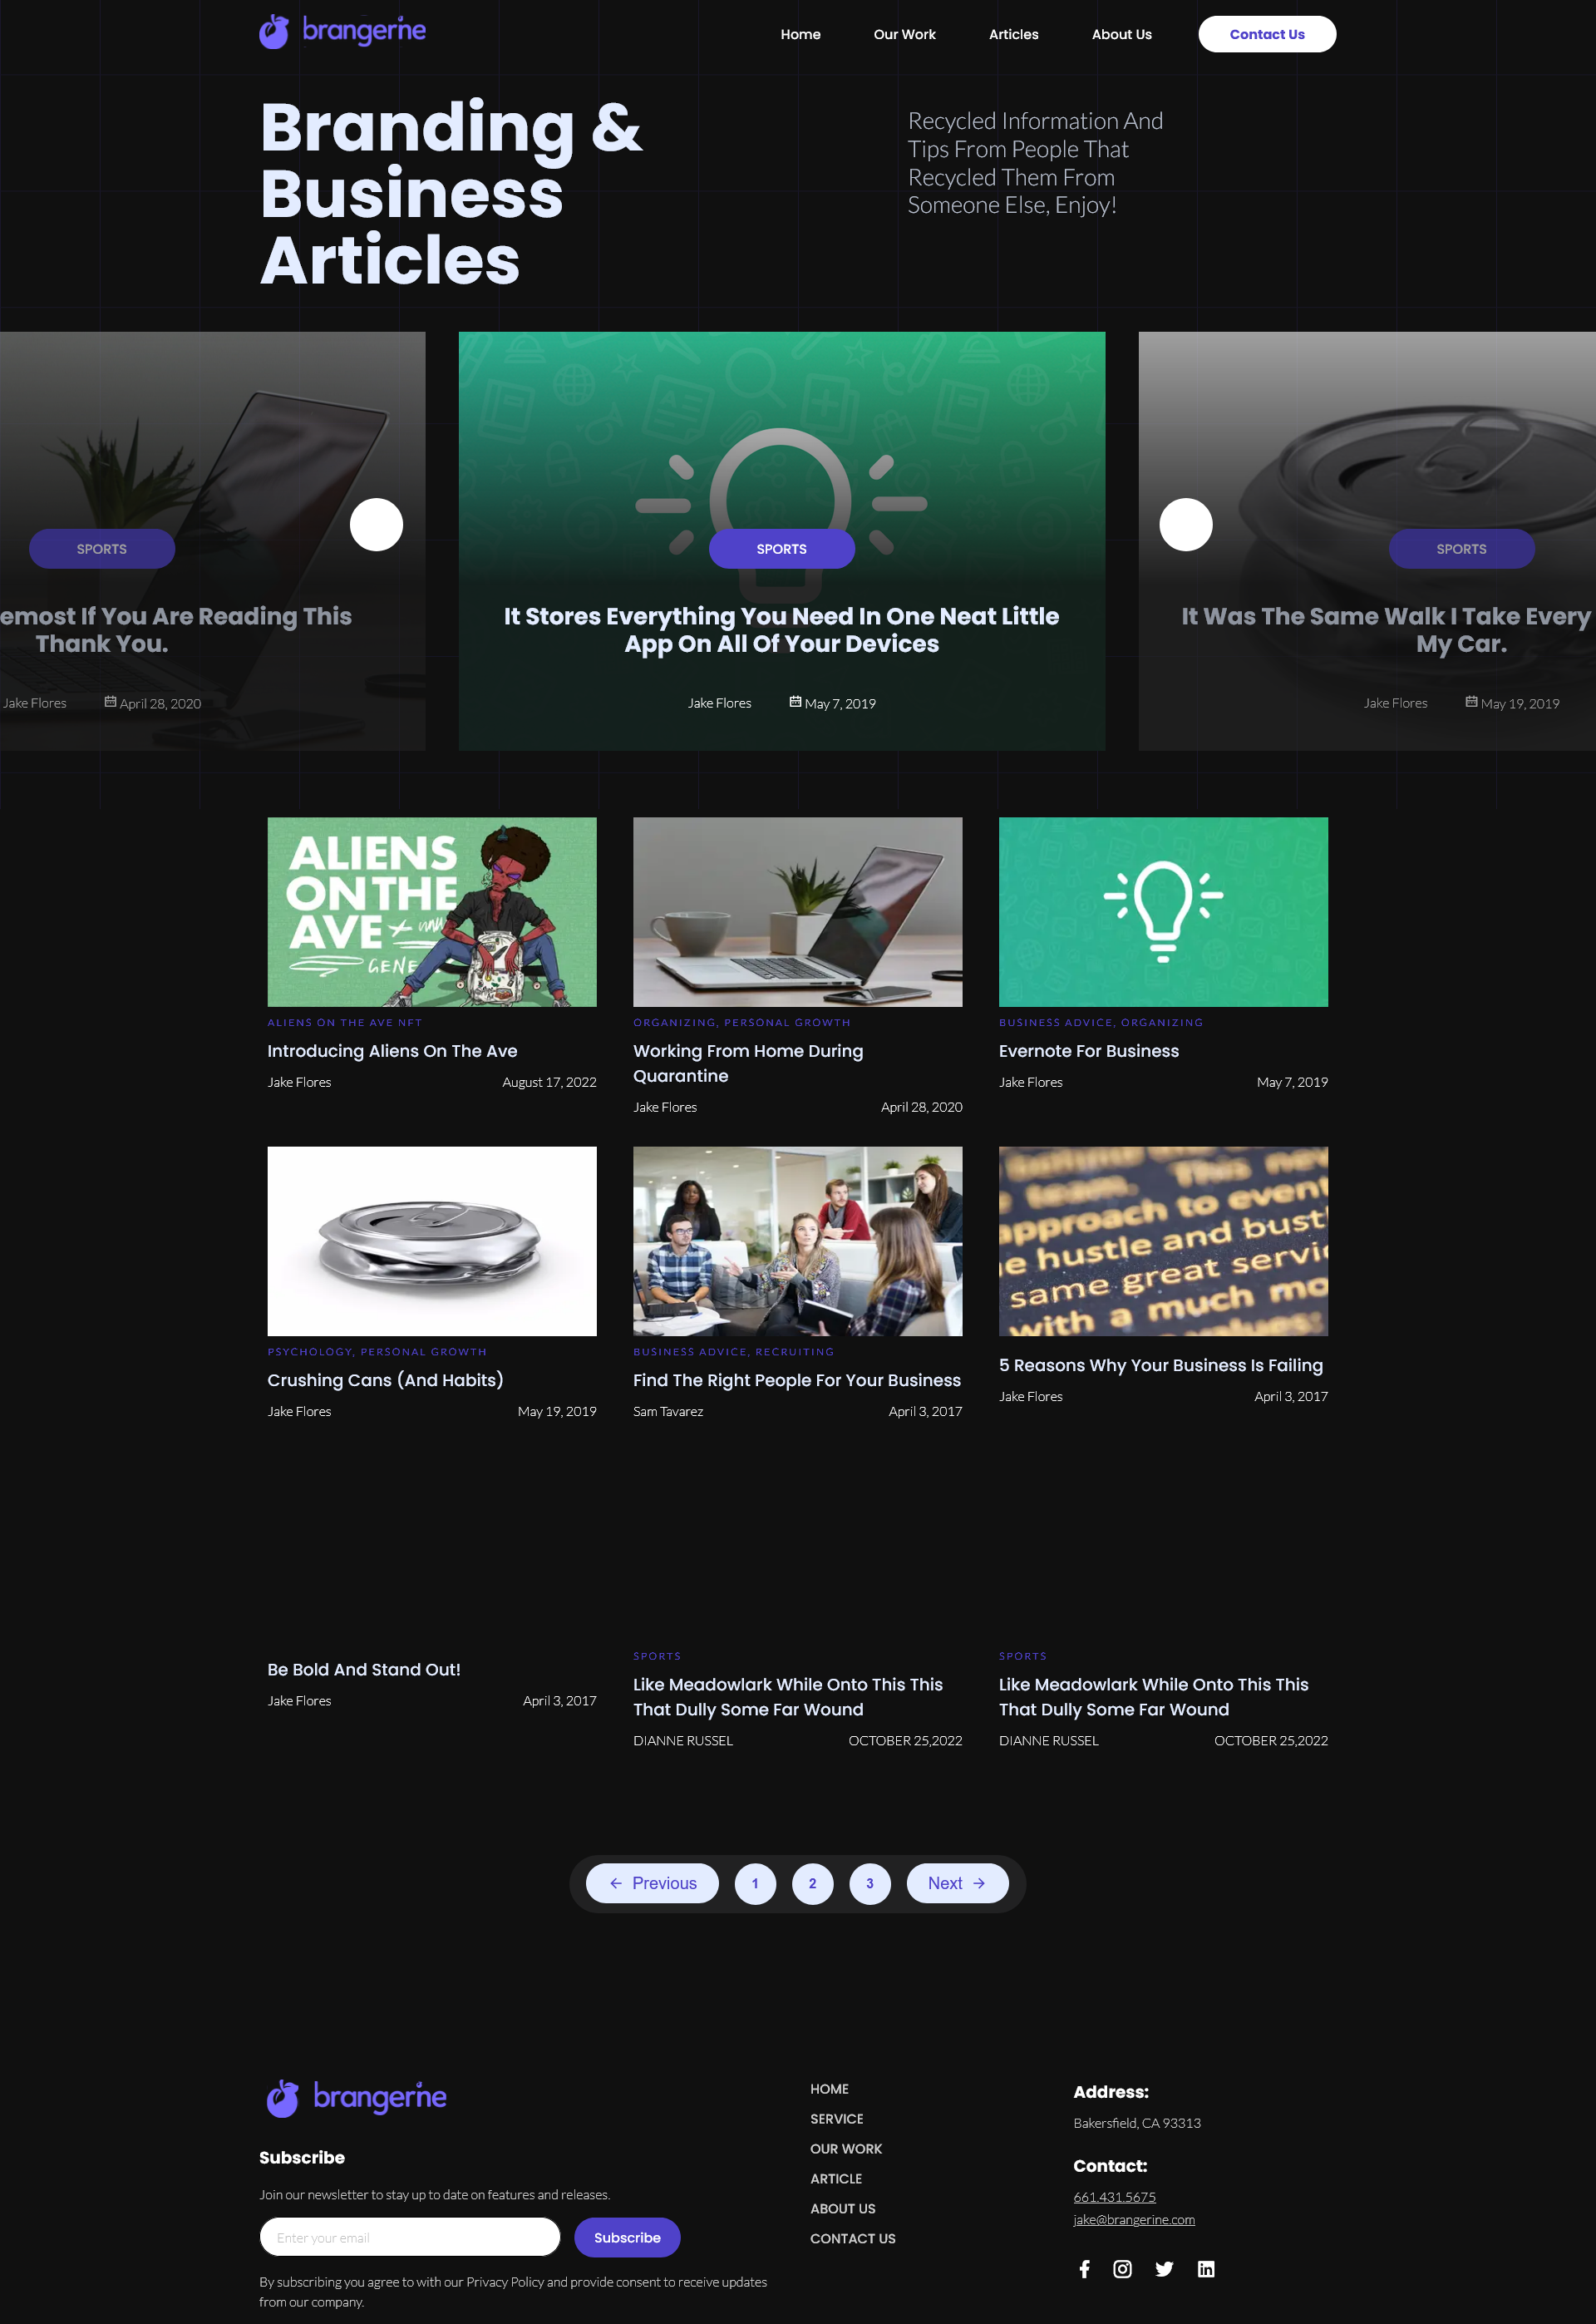 brangerine
Home Our Work Articles About Us Contact Us
Branding &
Business
Articles
Recycled Information And
Tips From People That
Recycled Them From
Someone Else, Enjoy!
SPORTS
emost If You Are Reading This
Thank You.
Jake Flores April 28, 2020
SPORTS
It Stores Everything You Need In One Neat Little
App On All Of Your Devices
Jake Flores May 7, 2019
SPORTS
It Was The Same Walk I Take Every
My Car.
Jake Flores May 19, 2019
ALIENS
ON THE
AVE
GENE
ALIENS ON THE AVE NFT
Introducing Aliens On The Ave
Jake Flores August 17, 2022
ORGANIZING, PERSONAL GROWTH
Working From Home During
Quarantine
Jake Flores April 28, 2020
BUSINESS ADVICE, ORGANIZING
Evernote For Business
Jake Flores May 7, 2019
PSYCHOLOGY, PERSONAL GROWTH
Crushing Cans (And Habits)
Jake Flores May 19, 2019
BUSINESS ADVICE, RECRUITING
Find The Right People For Your Business
Sam Tavarez April 3, 2017
behind This new
team.
approach to event
e hustle and bust
same great servi
with a much mo
values:
5 Reasons Why Your Business Is Failing
Jake Flores April 3, 2017
Be Bold And Stand Out!
Jake Flores April 3, 2017
SPORTS
Like Meadowlark While Onto This This
That Dully Some Far Wound
DIANNE RUSSEL OCTOBER 25,2022
SPORTS
Like Meadowlark While Onto This This
That Dully Some Far Wound
DIANNE RUSSEL OCTOBER 25,2022
← Previous 1 2 3 Next →
brangerine
Subscribe
Join our newsletter to stay up to date on features and releases.
Enter your email Subscribe
By subscribing you agree to with our Privacy Policy and provide consent to receive updates
from our company.
HOME
SERVICE
OUR WORK
ARTICLE
ABOUT US
CONTACT US
Address:
Bakersfield, CA 93313
Contact:
661.431.5675
jake@brangerine.com